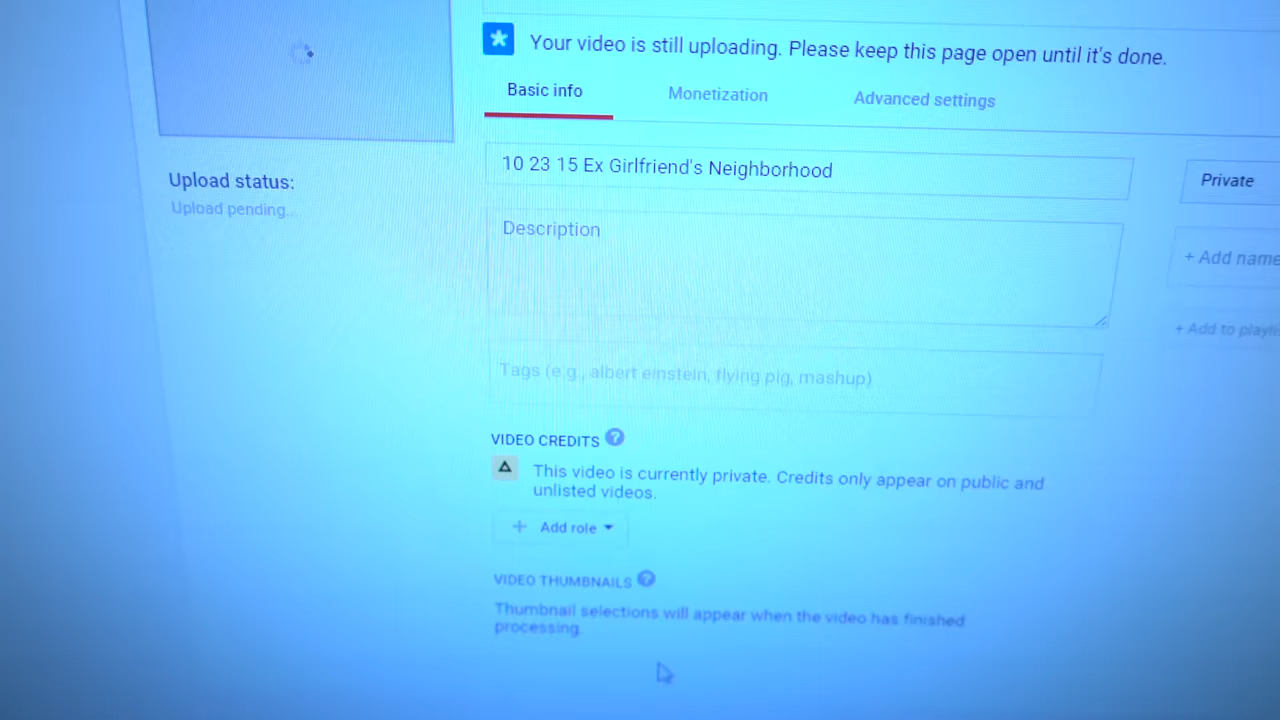 Your video is still uploading. Please keep this page open until it's done.
Basic info
Monetization
Advanced settings
10 23 15 Ex Girlfriend's Neighborhood
Private
Upload status:
Upload pending...
Description
+ Add name
+ Add to playli
Tags (e.g., albert einstein, flying pig, mashup)
VIDEO CREDITS ?
This video is currently private. Credits only appear on public and
unlisted videos.
+ Add role
VIDEO THUMBNAILS ?
Thumbnail selections will appear when the video has finished
processing.